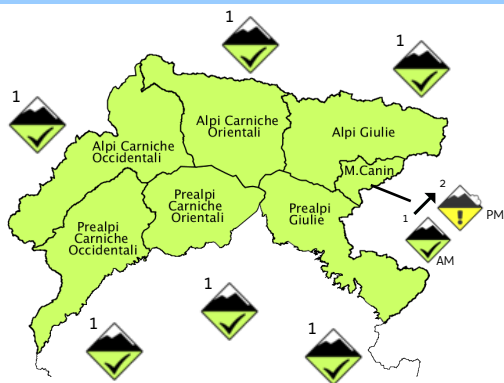 1
1
1
Alpi Carniche
Orientali
Alpi Giulie
Alpi Carniche
Occidentali
M.Canin
2
1
PM
AM
Prealpi
Carniche
Orientali
Prealpi
Giulie
Prealpi
Carniche
Occidentali
1
1
1